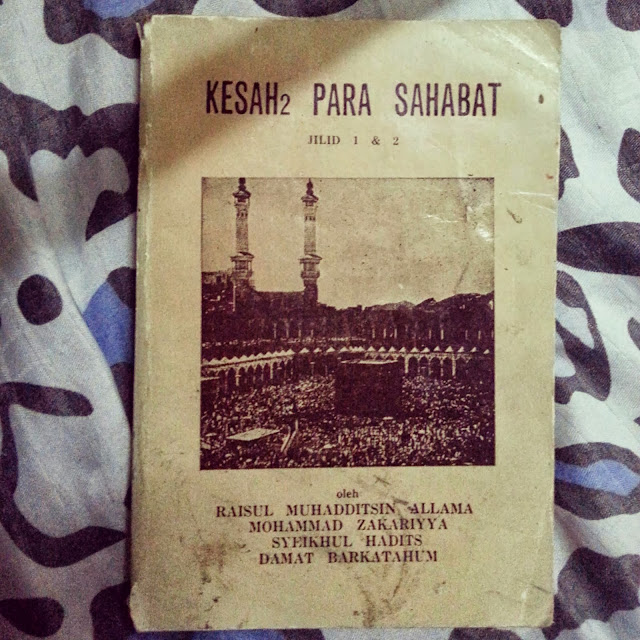 KESAH2 PARA SAHABAT
JILID 1 & 2
oleh
RAISUL MUHADDITSIN ALLAMA
MOHAMMAD ZAKARIYYA
SYEIKHUL HADITS
DAMAT BARKATAHUM